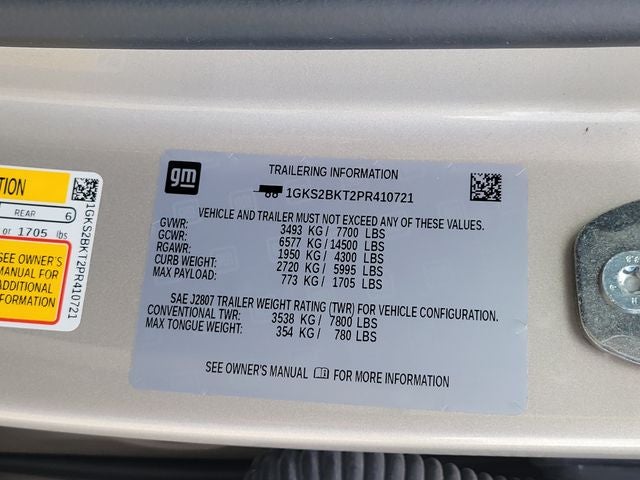 TION
REAR 6
or 1705 lbs
SEE OWNER'S
MANUAL FOR
ADDITIONAL
INFORMATION
1GKS2BKT2PR410721
gm
TRAILERING INFORMATION
1GKS2BKT2PR410721
VEHICLE AND TRAILER MUST NOT EXCEED ANY OF THESE VALUES.
GVWR: 3493 KG/ 7700 LBS
GCWR: 6577 KG/14500 LBS
RGAWR: 1950 KG/ 4300 LBS
CURB WEIGHT: 2720 KG/ 5995 LBS
MAX PAYLOAD: 773 KG/ 1705 LBS
SAE J2807 TRAILER WEIGHT RATING (TWR) FOR VEHICLE CONFIGURATION.
CONVENTIONAL TWR: 3538 KG/ 7800 LBS
MAX TONGUE WEIGHT: 354 KG/ 780 LBS
SEE OWNER'S MANUAL FOR MORE INFORMATION